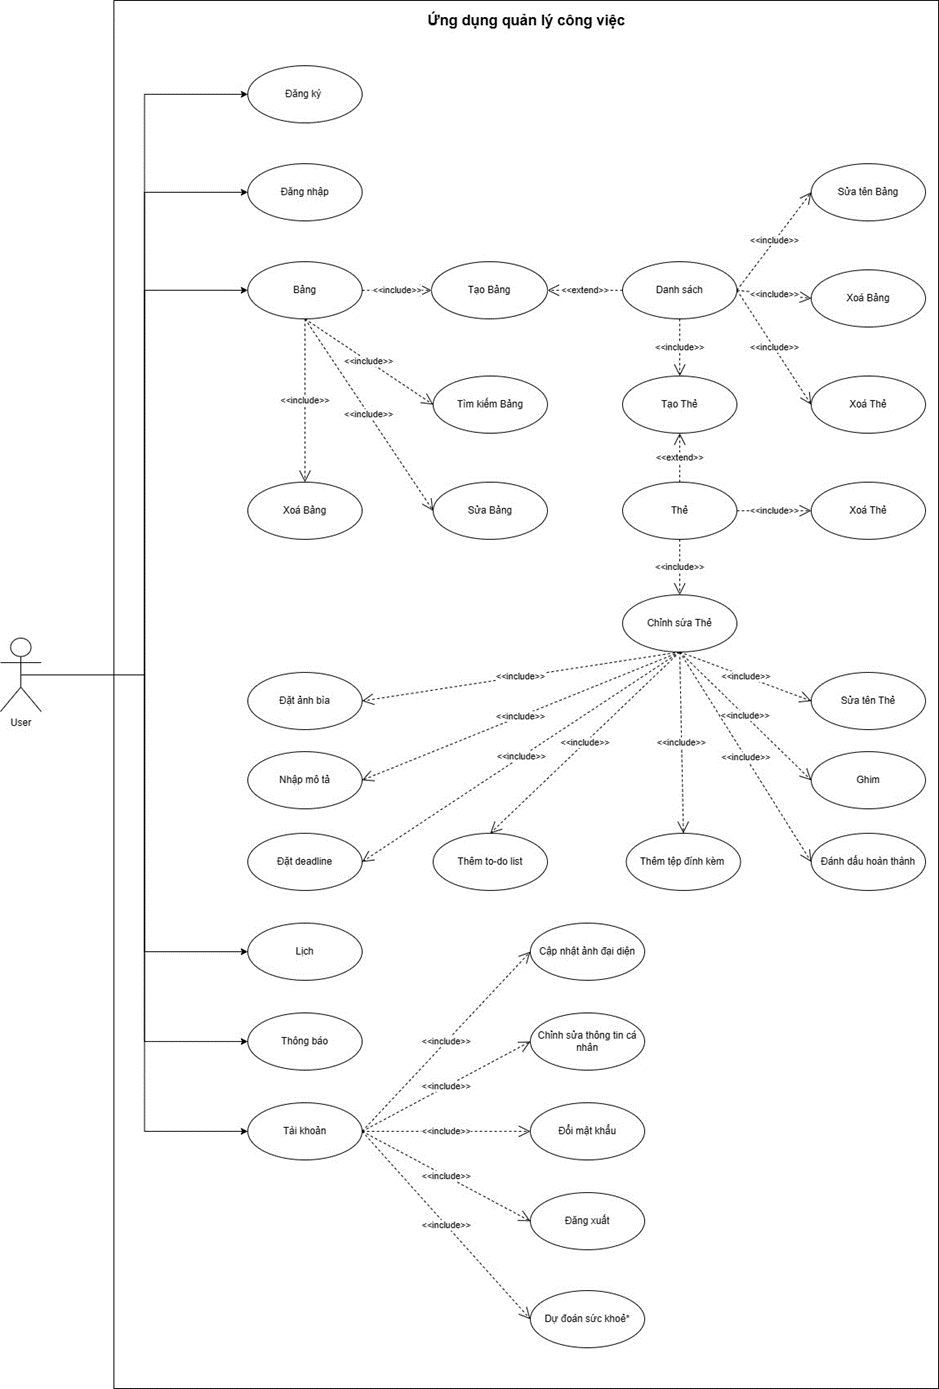 Ứng dụng quản lý công việc
Đăng ký
Đăng nhập
Sửa tên Bảng
<<include>>
Bảng
<<include>>
Tạo Bảng
<<extend>>
Danh sách
<<include>>
Xoá Bảng
<<include>>
<<include>>
<<include>>
<<include>>
<<include>>
Tìm kiếm Bảng
Tạo Thẻ
Xoá Thẻ
<<extend>>
Xoá Bảng
Sửa Bảng
Thẻ
<<include>>
Xoá Thẻ
<<include>>
Chỉnh sửa Thẻ
<<include>>
<<include>>
Đặt ảnh bìa
Sửa tên Thẻ
<<include>>
<<include>>
User
<<include>>
<<include>>
<<include>>
<<include>>
Nhập mô tả
Ghim
Đặt deadline
Thêm to-do list
Thêm tệp đính kèm
Đánh dấu hoàn thành
Lịch
Cập nhật ảnh đại diện
Thông báo
<<include>>
Chỉnh sửa thông tin cá
nhân
<<include>>
Tài khoản
<<include>>
Đổi mật khẩu
<<include>>
Đăng xuất
<<include>>
Dự đoán sức khoẻ*